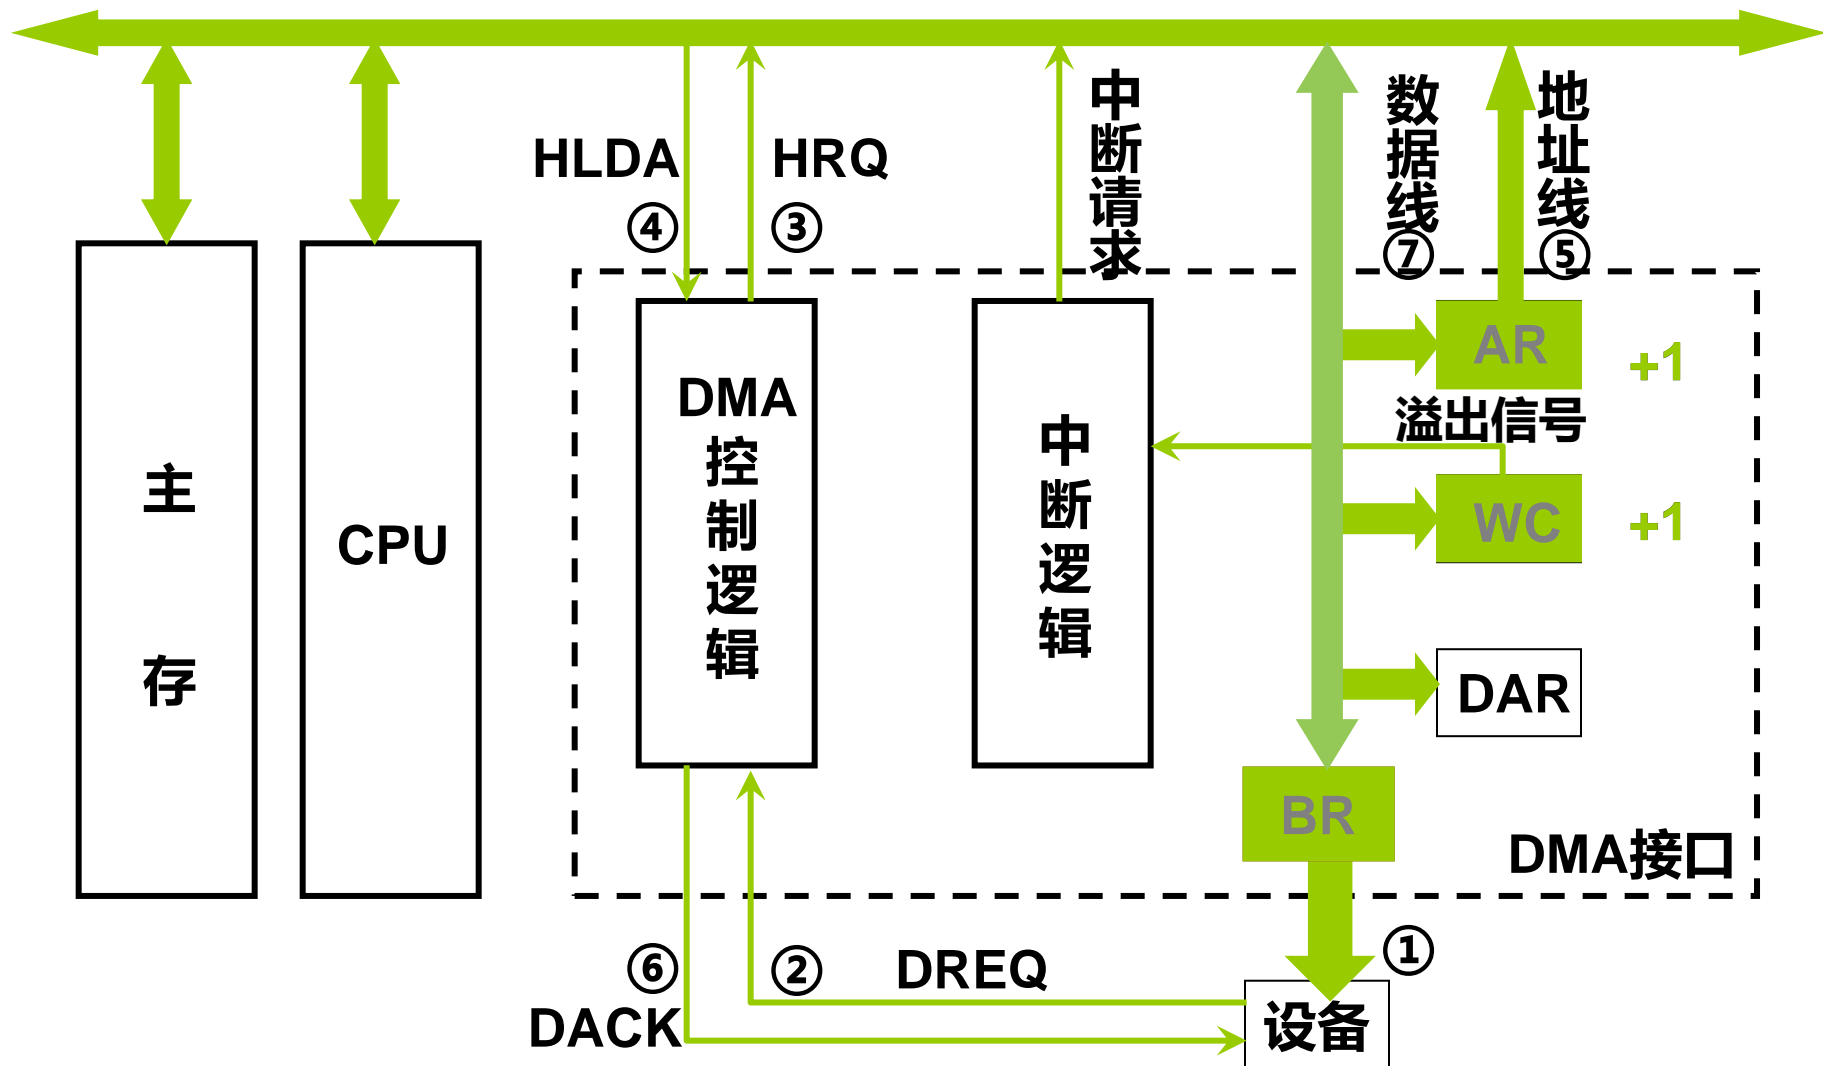 HLDA
④
HRQ
③
中断请求
数据线
⑦
地址线
⑤
主存
CPU
DMA
控制逻辑
中断逻辑
AR
+1
溢出信号
WC
+1
DAR
BR
DMA接口
⑥
DACK
②
DREQ
①
设备